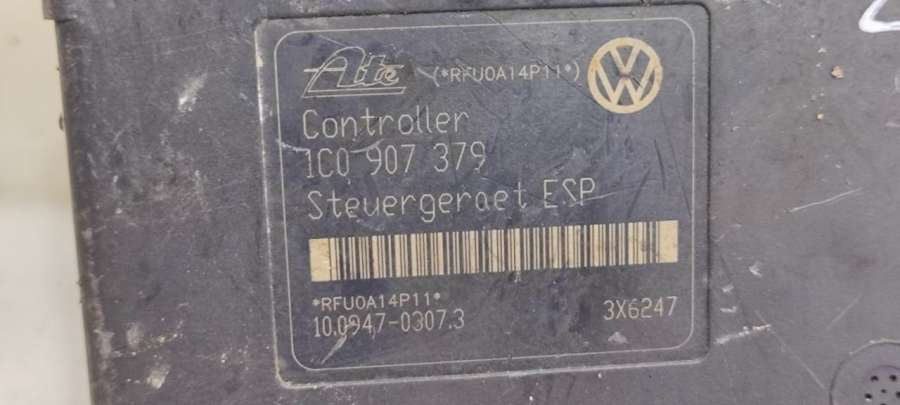 Ate (*RFU0A14P11*)
Controller
1C0 907 379
Steuergeraet ESP
*RFU0A14P11*
10.0947-0307.3 3X6247